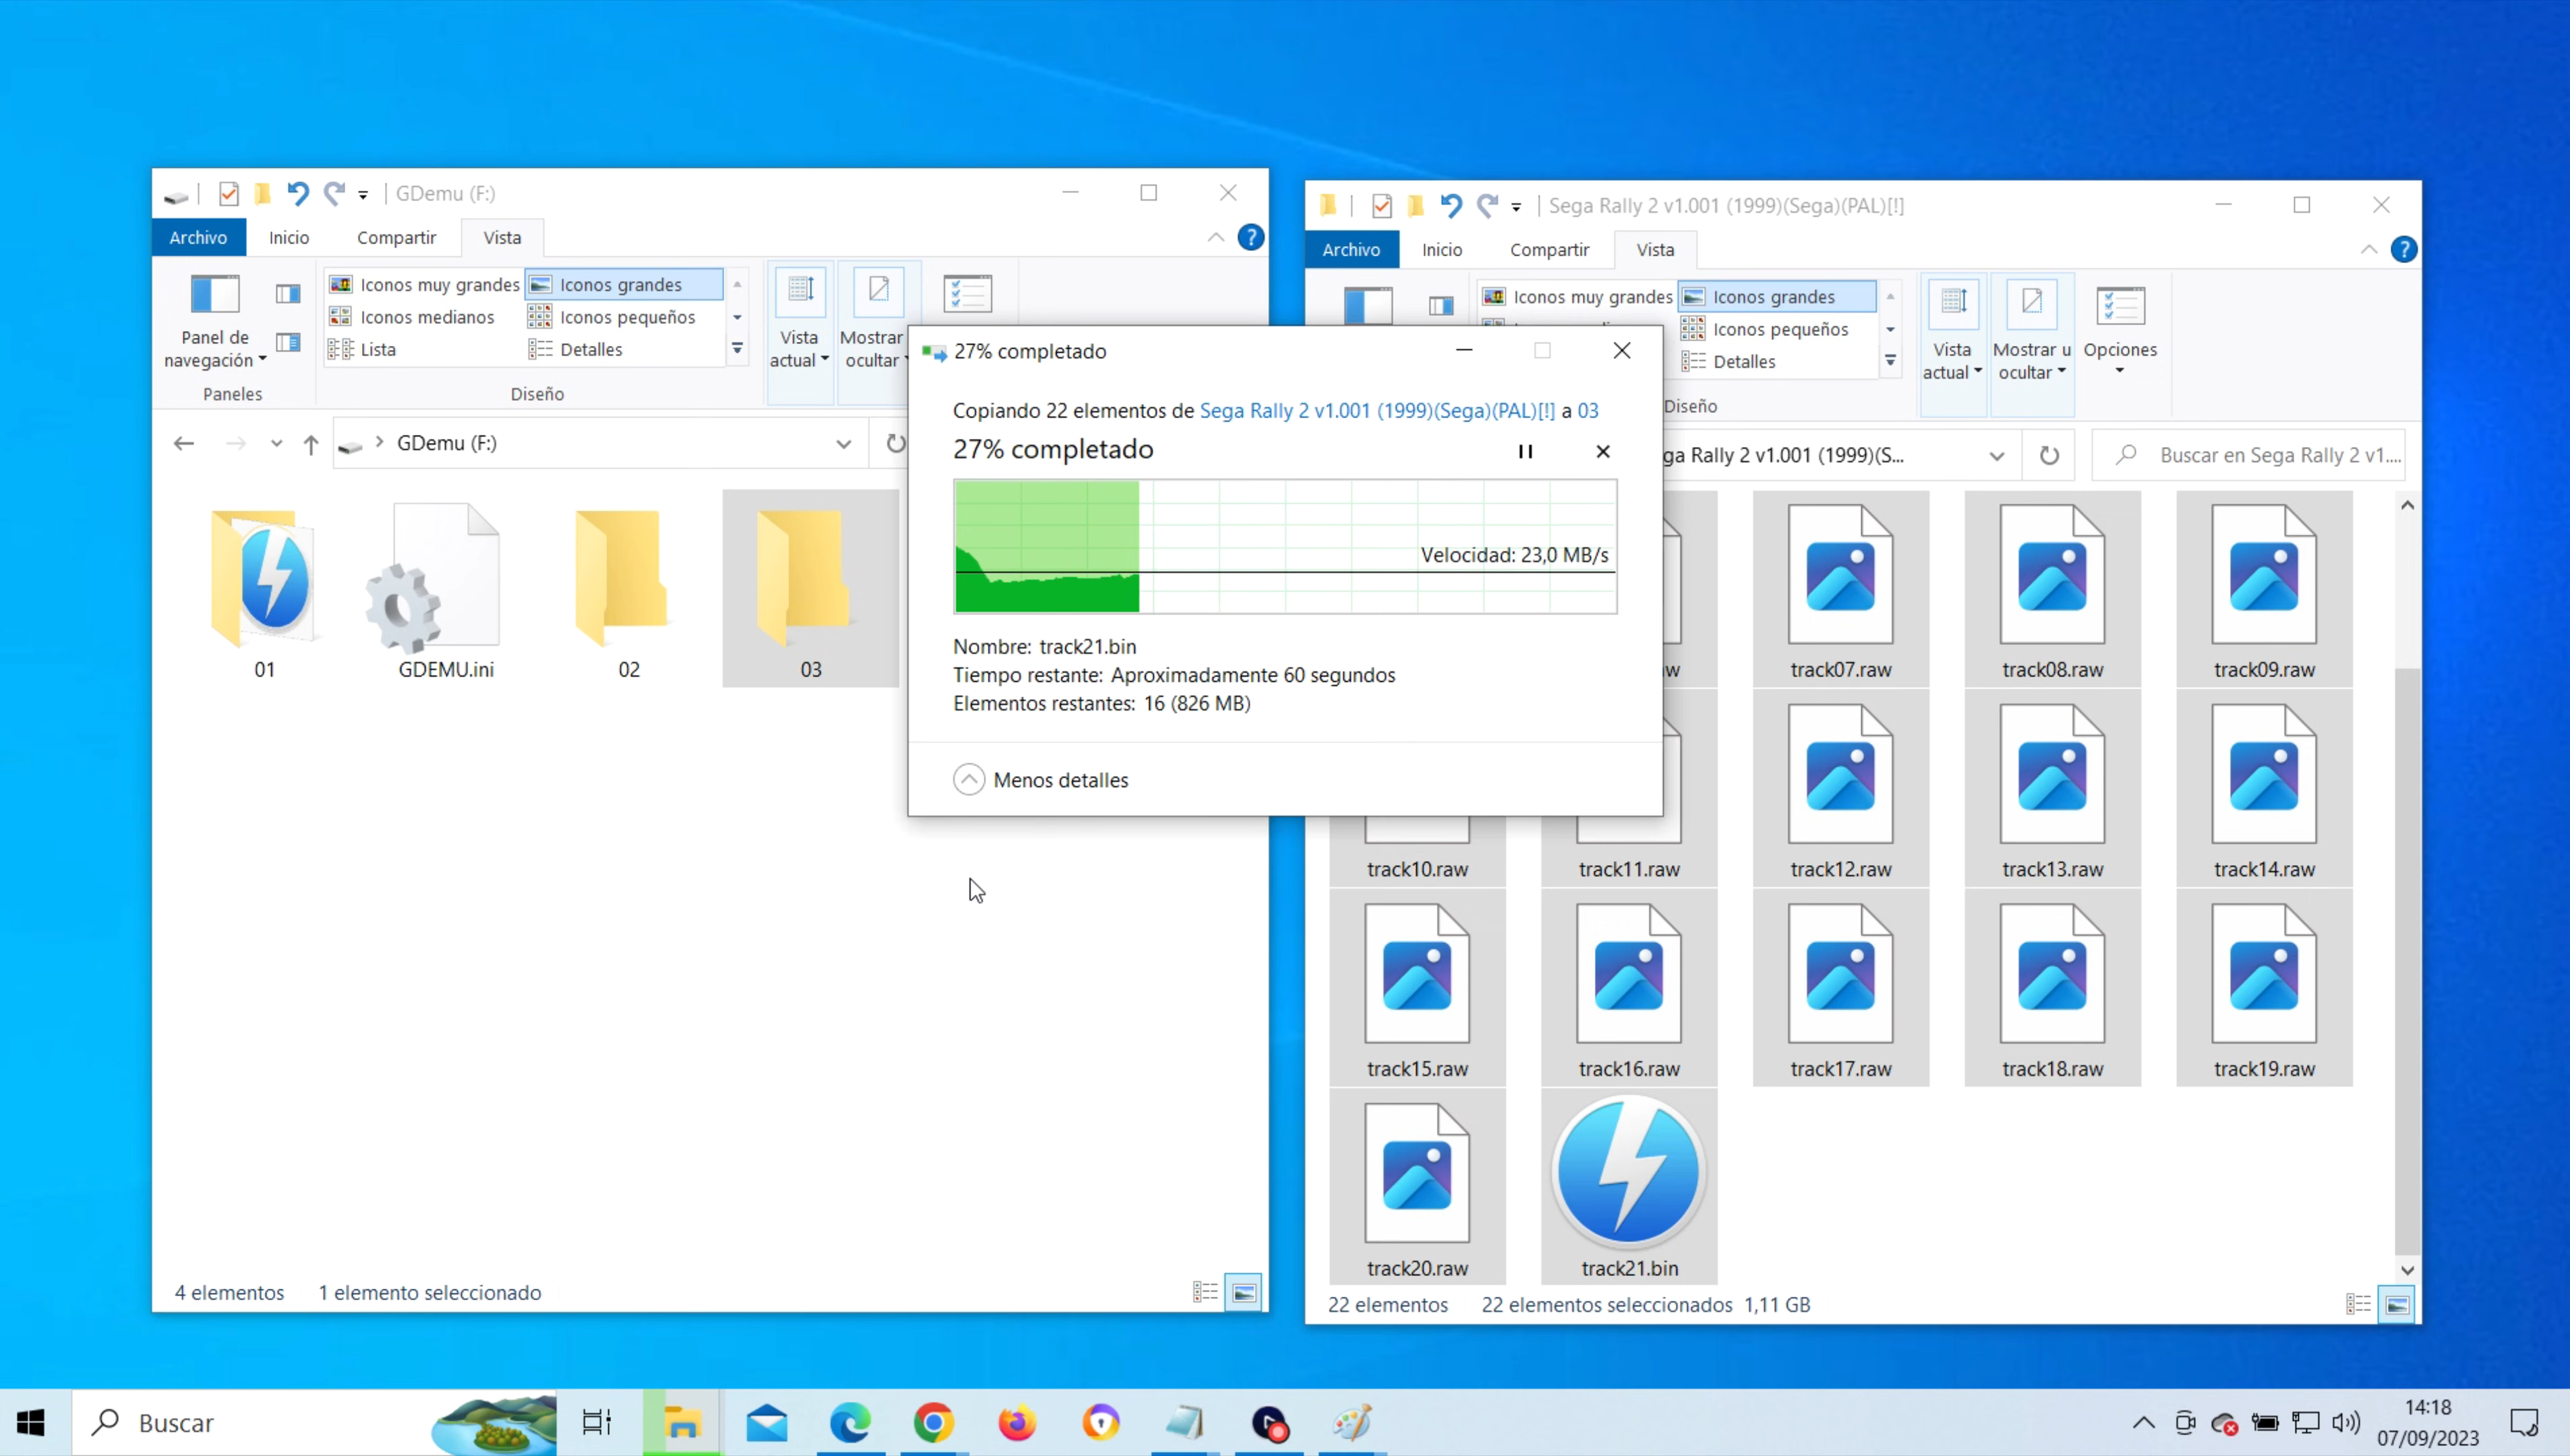 GDemu (F:)
Archivo
Inicio
Compartir
Vista
Iconos muy grandes
Iconos grandes
Iconos medianos
Iconos pequeños
Lista
Detalles
Panel de
navegación
Paneles
Diseño
Vista
actual
Mostrar
ocultar
GDemu (F:)
01
GDEMU.ini
02
03
4 elementos
1 elemento seleccionado
27% completado
Copiando 22 elementos de Sega Rally 2 v1.001 (1999)(Sega)(PAL)[!] a 03
27% completado
Velocidad: 23,0 MB/s
Nombre: track21.bin
Tiempo restante: Aproximadamente 60 segundos
Elementos restantes: 16 (826 MB)
Menos detalles
Sega Rally 2 v1.001 (1999)(Sega)(PAL)[!]
Archivo
Inicio
Compartir
Vista
Iconos muy grandes
Iconos grandes
Iconos pequeños
Detalles
Diseño
Vista
actual
Mostrar u
ocultar
Opciones
ga Rally 2 v1.001 (1999)(S...
Buscar en Sega Rally 2 v1....
w
track07.raw
track08.raw
track09.raw
track10.raw
track11.raw
track12.raw
track13.raw
track14.raw
track15.raw
track16.raw
track17.raw
track18.raw
track19.raw
track20.raw
track21.bin
22 elementos
22 elementos seleccionados 1,11 GB
Buscar
14:18
07/09/2023